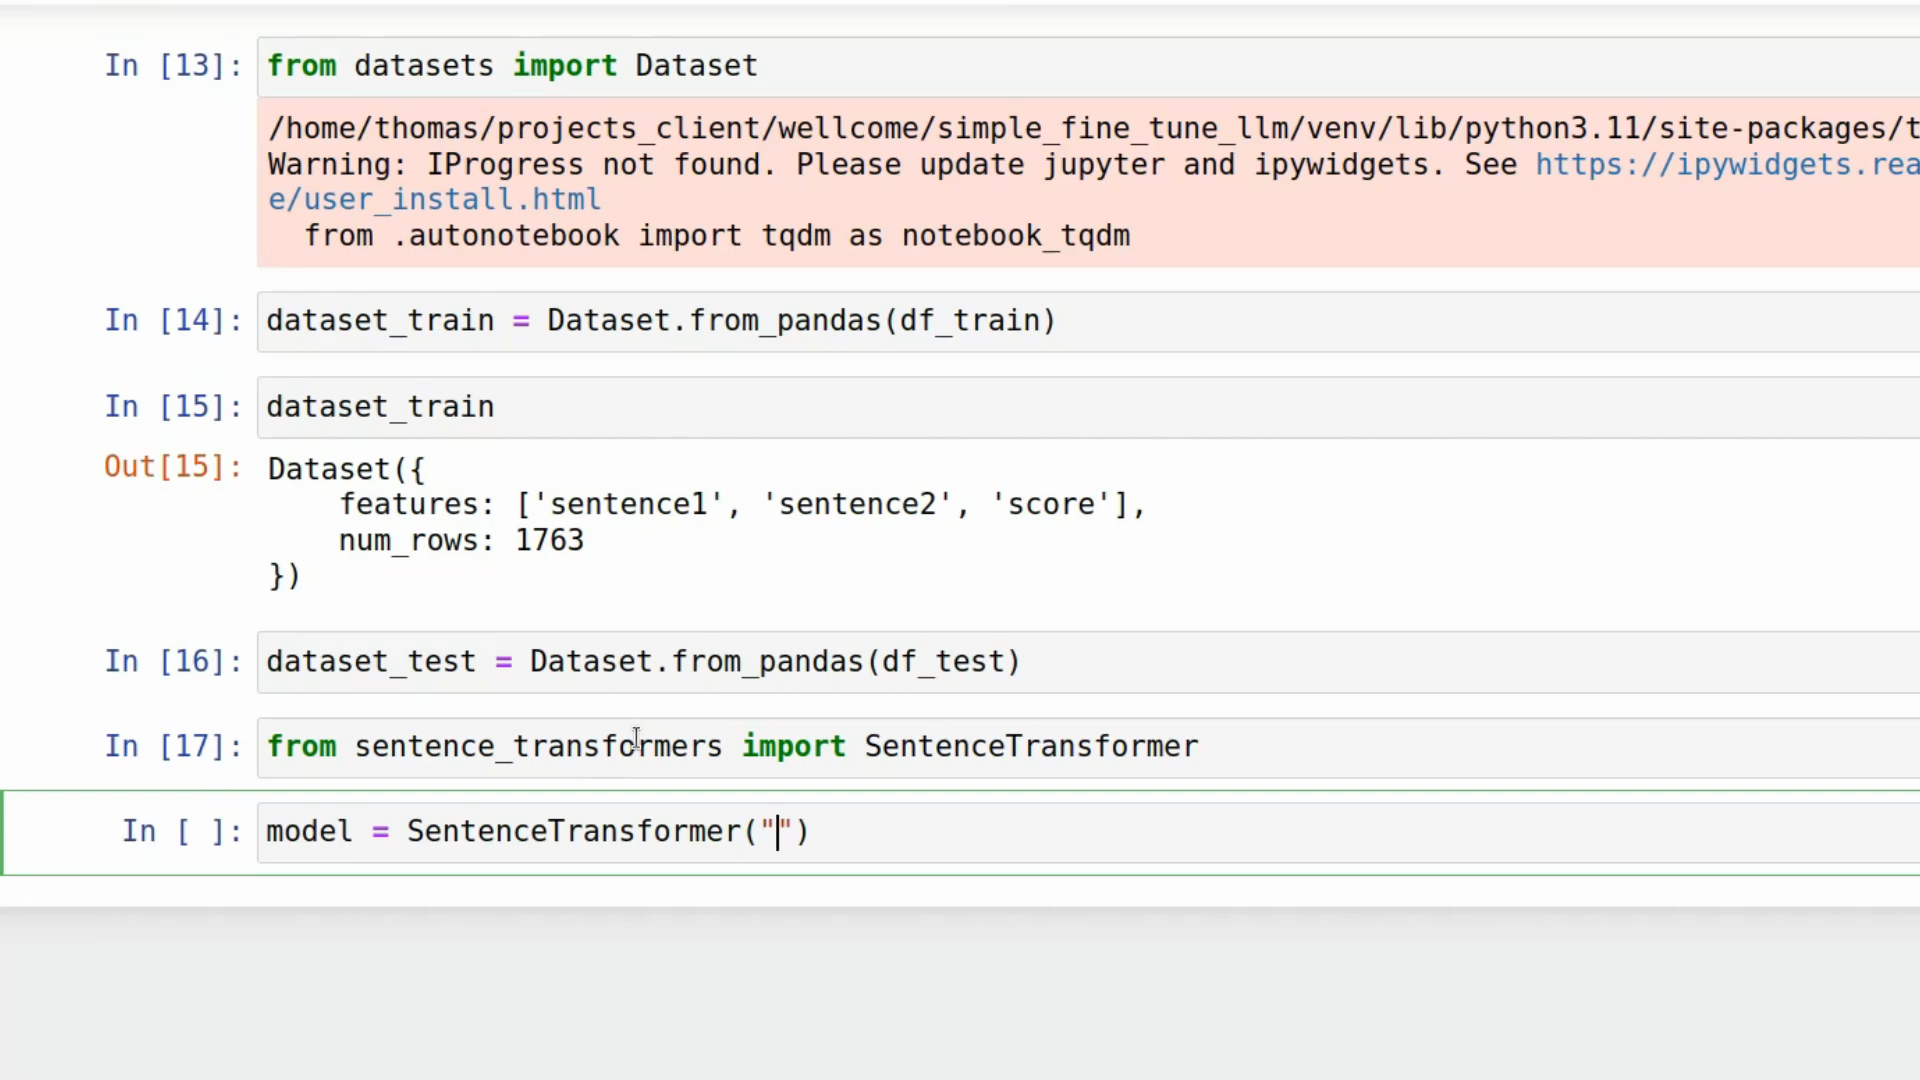 In [13]: from datasets import Dataset
/home/thomas/projects_client/wellcome/simple_fine_tune_llm/venv/lib/python3.11/site-packages/t
Warning: IProgress not found. Please update jupyter and ipywidgets. See https://ipywidgets.rea
e/user_install.html
from .autonotebook import tqdm as notebook_tqdm
In [14]: dataset_train = Dataset.from_pandas(df_train)
In [15]: dataset_train
Out[15]: Dataset({
features: ['sentence1', 'sentence2', 'score'],
num_rows: 1763
})
In [16]: dataset_test = Dataset.from_pandas(df_test)
In [17]: from sentence_transformers import SentenceTransformer
In [ ]: model = SentenceTransformer("")